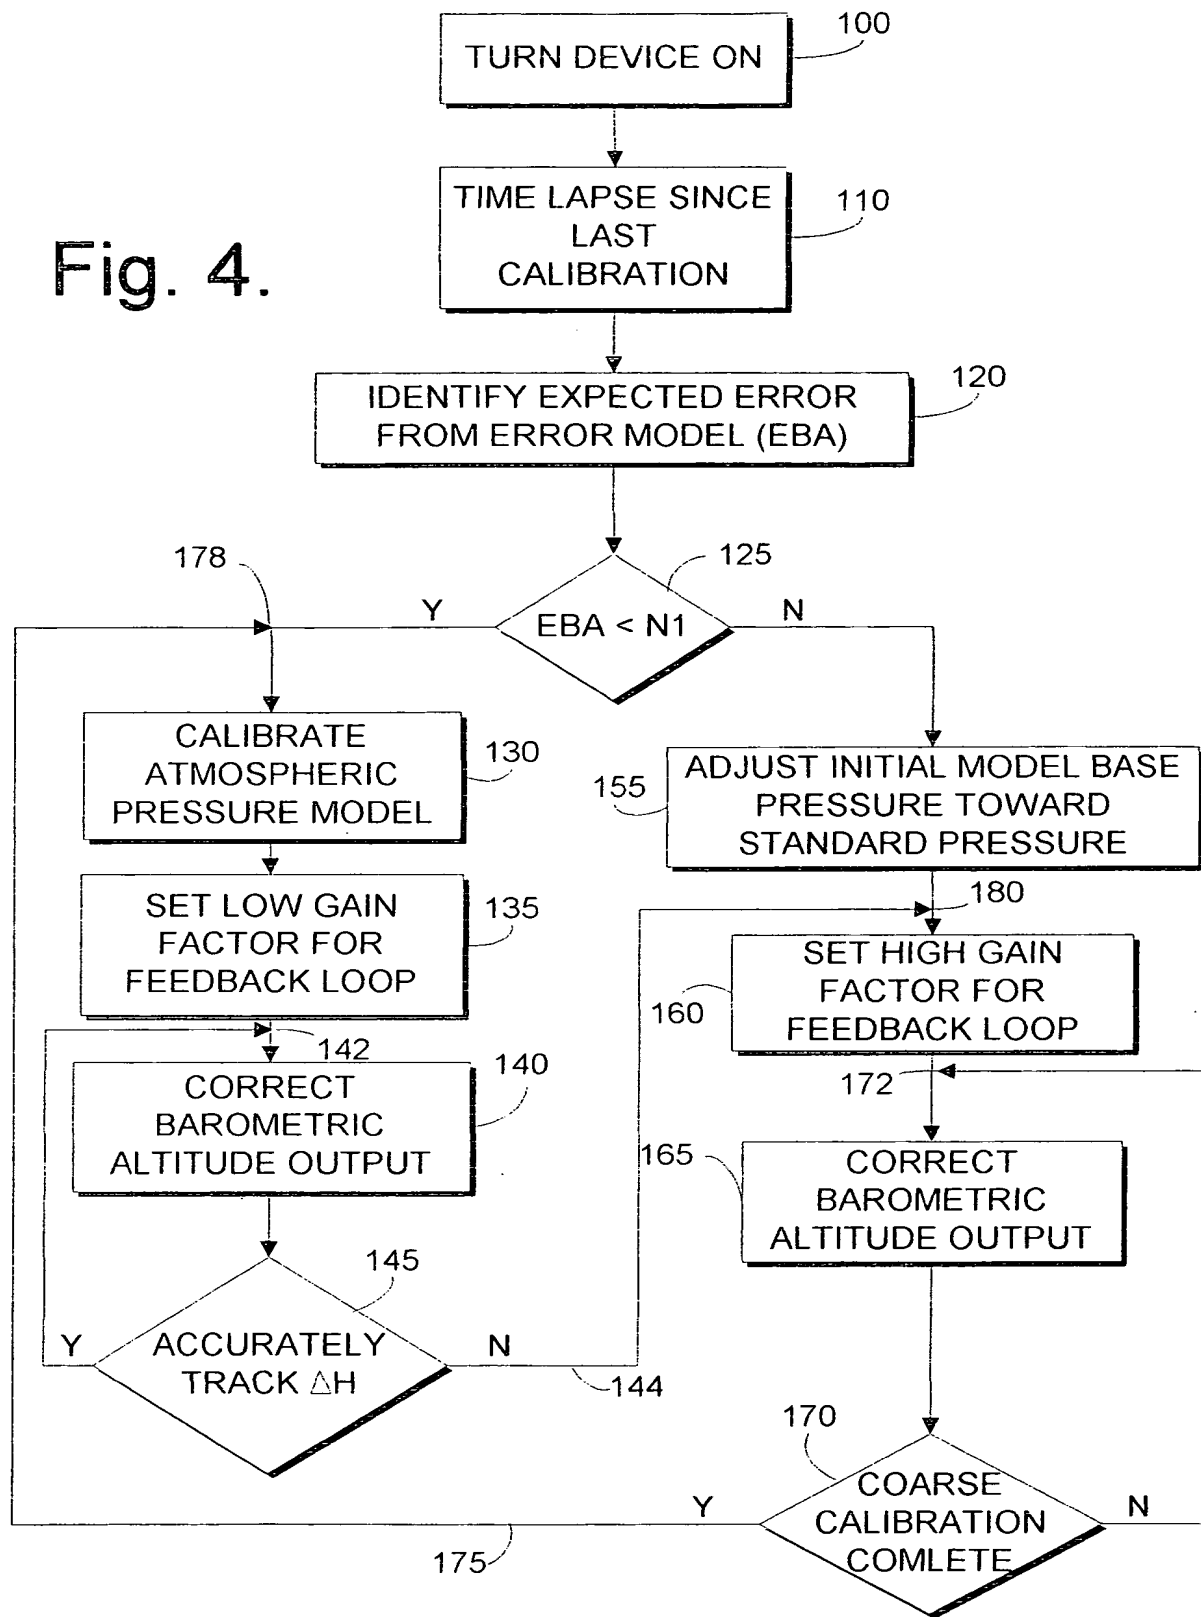 100
TURN DEVICE ON
TIME LAPSE SINCE
LAST
CALIBRATION
110
Fig. 4.
IDENTIFY EXPECTED ERROR
FROM ERROR MODEL (EBA)
120
178
125
Y
EBA < N1
N
CALIBRATE
ATMOSPHERIC
PRESSURE MODEL
130
155
ADJUST INITIAL MODEL BASE
PRESSURE TOWARD
STANDARD PRESSURE
SET LOW GAIN
FACTOR FOR
FEEDBACK LOOP
135
180
SET HIGH GAIN
FACTOR FOR
FEEDBACK LOOP
160
142
172
CORRECT
BAROMETRIC
ALTITUDE OUTPUT
140
165
CORRECT
BAROMETRIC
ALTITUDE OUTPUT
145
Y
ACCURATELY
TRACK △H
N
144
170
COARSE
CALIBRATION
COMLETE
Y
N
175